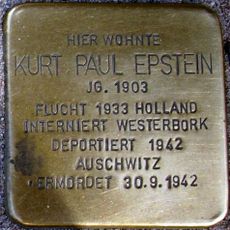 HIER WOHNTE
KURT PAUL EPSTEIN
JG. 1903
FLUCHT 1933 HOLLAND
INTERNIERT WESTERBORK
DEPORTIERT 1942
AUSCHWITZ
ERMORDET 30.9.1942